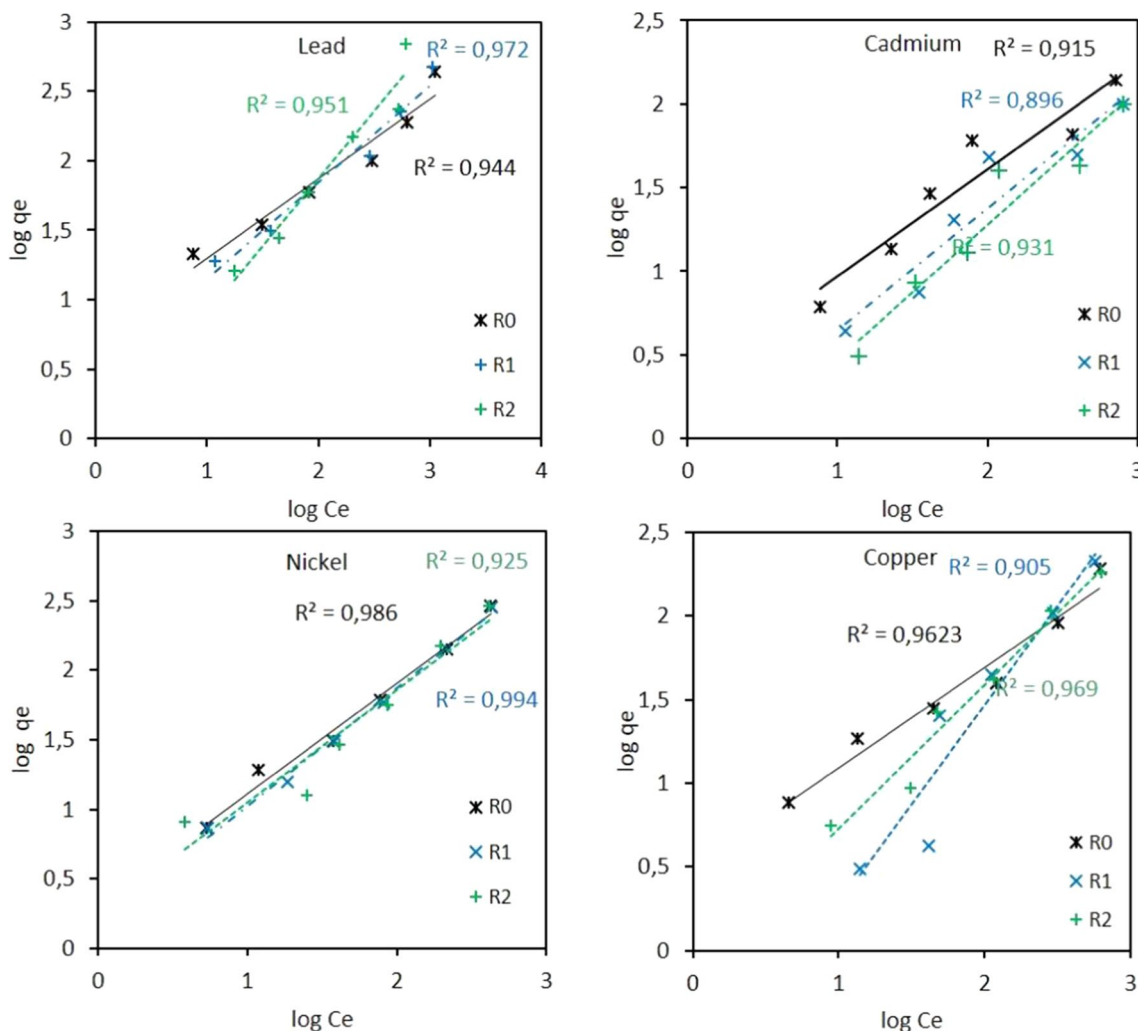 3
Lead
R² = 0,972
2,5
R² = 0,951
2
R² = 0,944
log qe
1,5
1
R0
R1
0,5
R2
0
0 1 2 3 4
log Ce
2,5
Cadmium
R² = 0,915
2
R² = 0,896
log qe
1,5
1
R² = 0,931
R0
0,5
R1
R2
0
0 1 2 3
log Ce
3
Nickel
R² = 0,925
2,5
R² = 0,986
2
R² = 0,994
log qe
1,5
1
R0
R1
0,5
R2
0
0 1 2 3
log Ce
2,5
Copper
R² = 0,905
2
R² = 0,9623
log qe
1,5
R² = 0,969
1
R0
0,5
R1
R2
0
0 1 2 3
log Ce